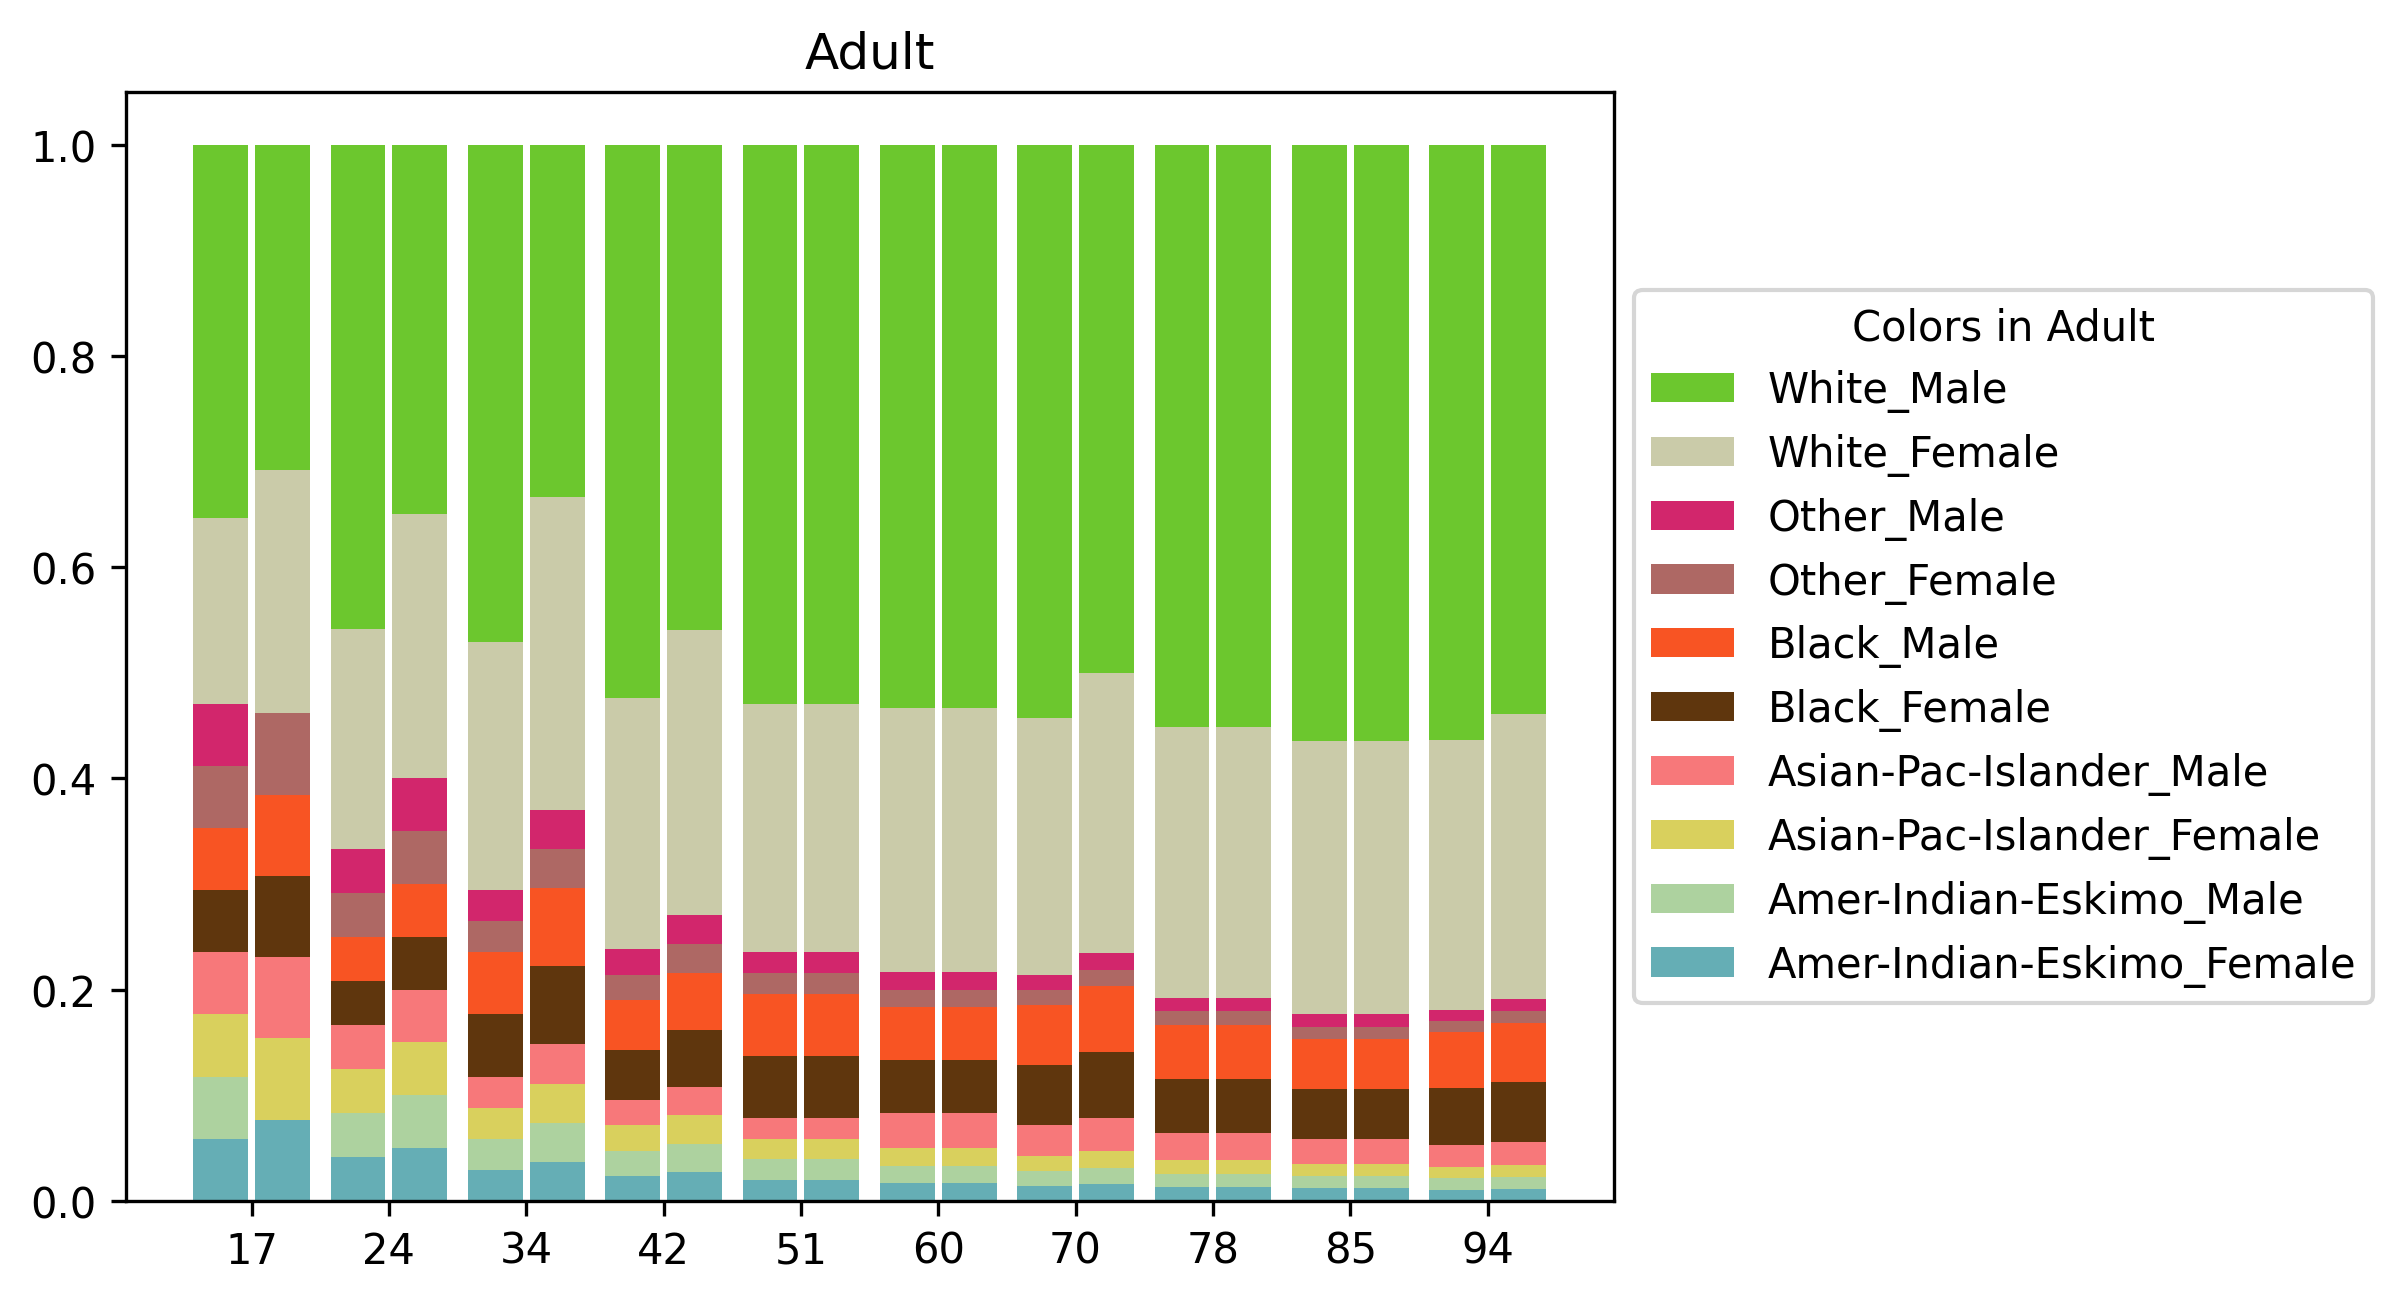 Adult
1.0
0.8
0.6
0.4
0.2
0.0
17 24 34 42 51 60 70 78 85 94
Colors in Adult
White_Male
White_Female
Other_Male
Other_Female
Black_Male
Black_Female
Asian-Pac-Islander_Male
Asian-Pac-Islander_Female
Amer-Indian-Eskimo_Male
Amer-Indian-Eskimo_Female